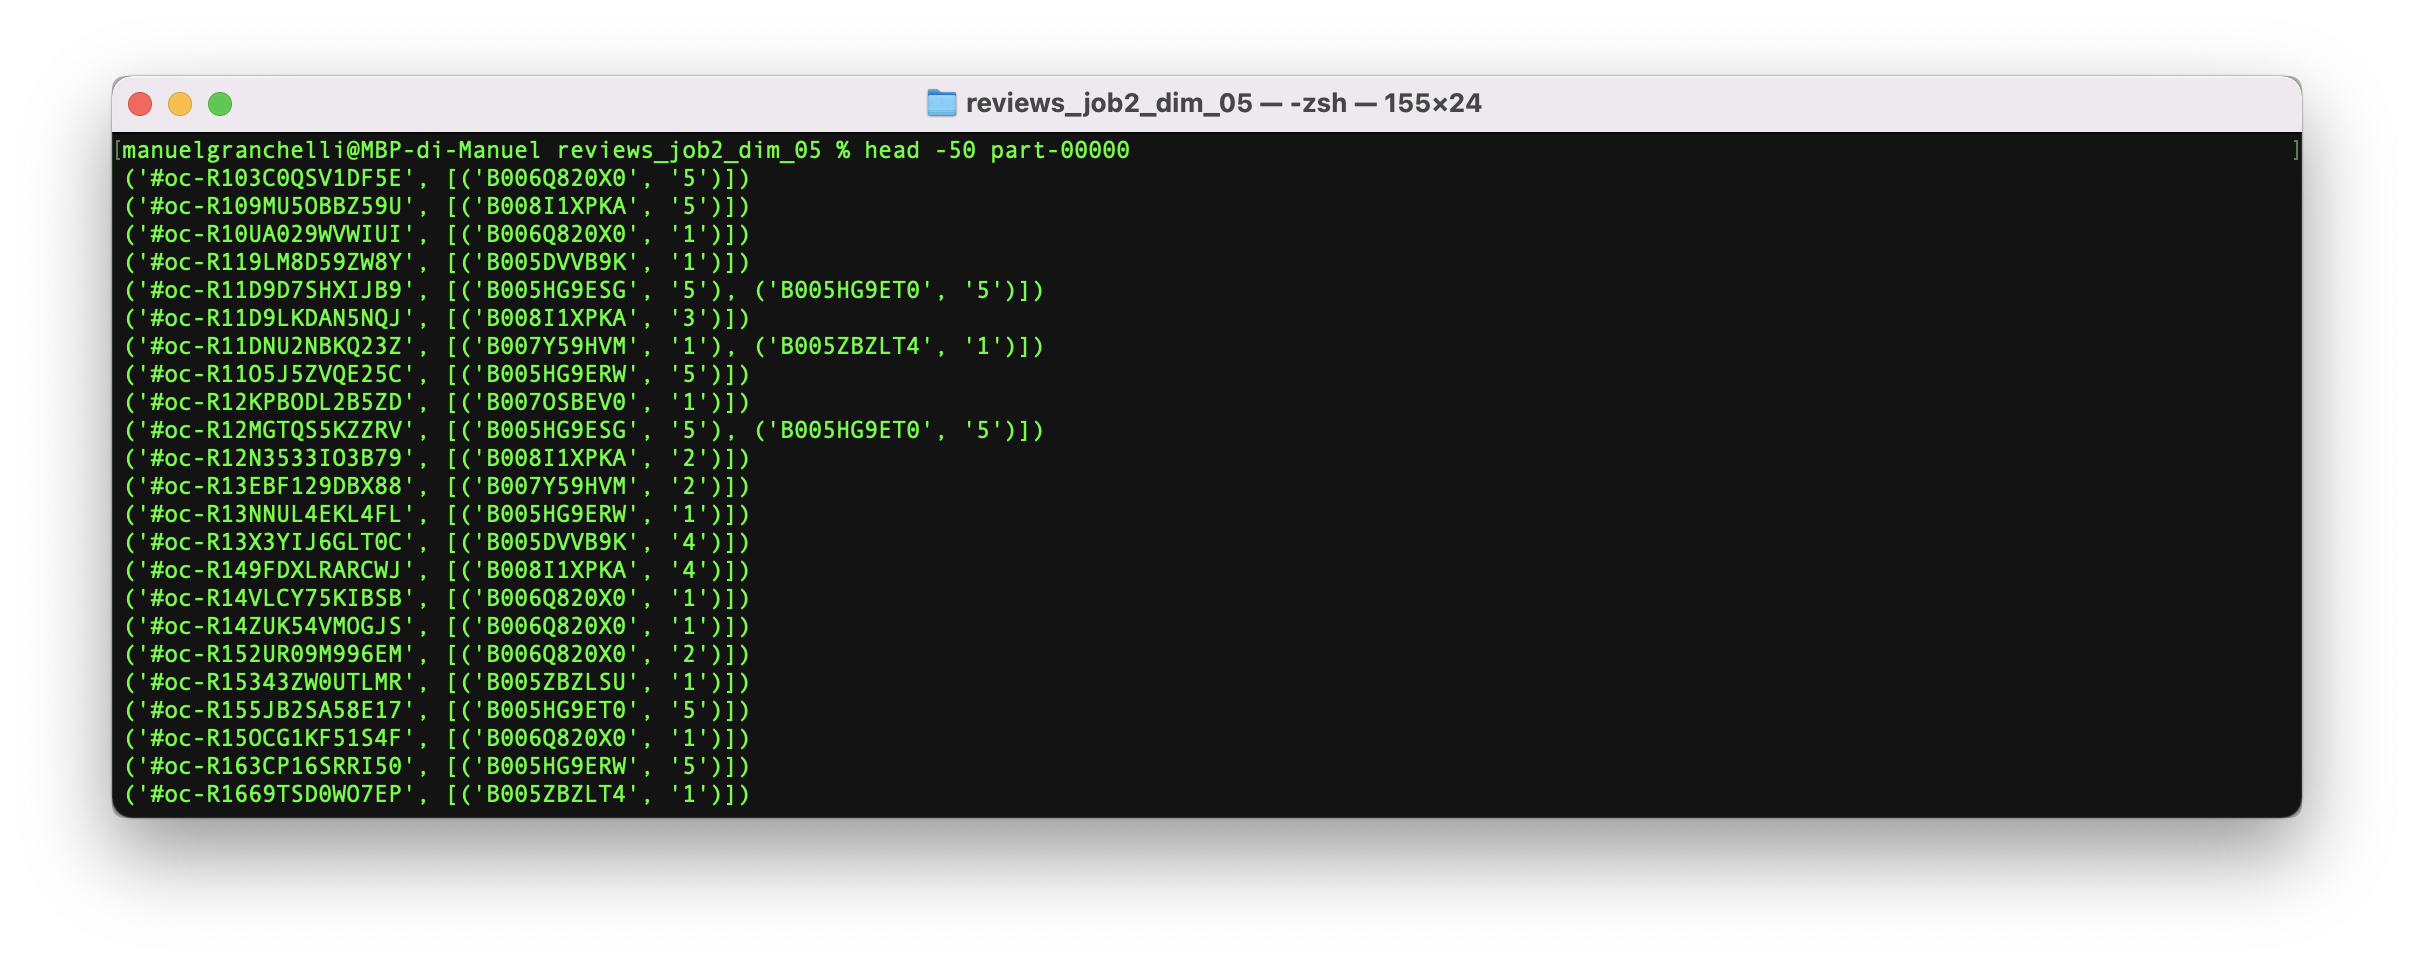 reviews_job2_dim_05 — -zsh — 155×24
[manuelgranchelli@MBP-di-Manuel reviews_job2_dim_05 % head -50 part-00000 ]
('#oc-R103C0QSV1DF5E', [('B006Q820X0', '5')])
('#oc-R109MU5OBBZ59U', [('B008I1XPKA', '5')])
('#oc-R10UA029WVWIUI', [('B006Q820X0', '1')])
('#oc-R119LM8D59ZW8Y', [('B005DVVB9K', '1')])
('#oc-R11D9D7SHXIJB9', [('B005HG9ESG', '5'), ('B005HG9ET0', '5')])
('#oc-R11D9LKDAN5NQJ', [('B008I1XPKA', '3')])
('#oc-R11DNU2NBKQ23Z', [('B007Y59HVM', '1'), ('B005ZBZLT4', '1')])
('#oc-R11O5J5ZVQE25C', [('B005HG9ERW', '5')])
('#oc-R12KPBODL2B5ZD', [('B007OSBEV0', '1')])
('#oc-R12MGTQS5KZZRV', [('B005HG9ESG', '5'), ('B005HG9ET0', '5')])
('#oc-R12N3533IO3B79', [('B008I1XPKA', '2')])
('#oc-R13EBF129DBX88', [('B007Y59HVM', '2')])
('#oc-R13NNUL4EKL4FL', [('B005HG9ERW', '1')])
('#oc-R13X3YIJ6GLT0C', [('B005DVVB9K', '4')])
('#oc-R149FDXLRARCWJ', [('B008I1XPKA', '4')])
('#oc-R14VLCY75KIBSB', [('B006Q820X0', '1')])
('#oc-R14ZUK54VMOGJS', [('B006Q820X0', '1')])
('#oc-R152UR09M996EM', [('B006Q820X0', '2')])
('#oc-R15343ZW0UTLMR', [('B005ZBZLSU', '1')])
('#oc-R155JB2SA58E17', [('B005HG9ET0', '5')])
('#oc-R15OCG1KF51S4F', [('B006Q820X0', '1')])
('#oc-R163CP16SRRI50', [('B005HG9ERW', '5')])
('#oc-R1669TSD0WO7EP', [('B005ZBZLT4', '1')])